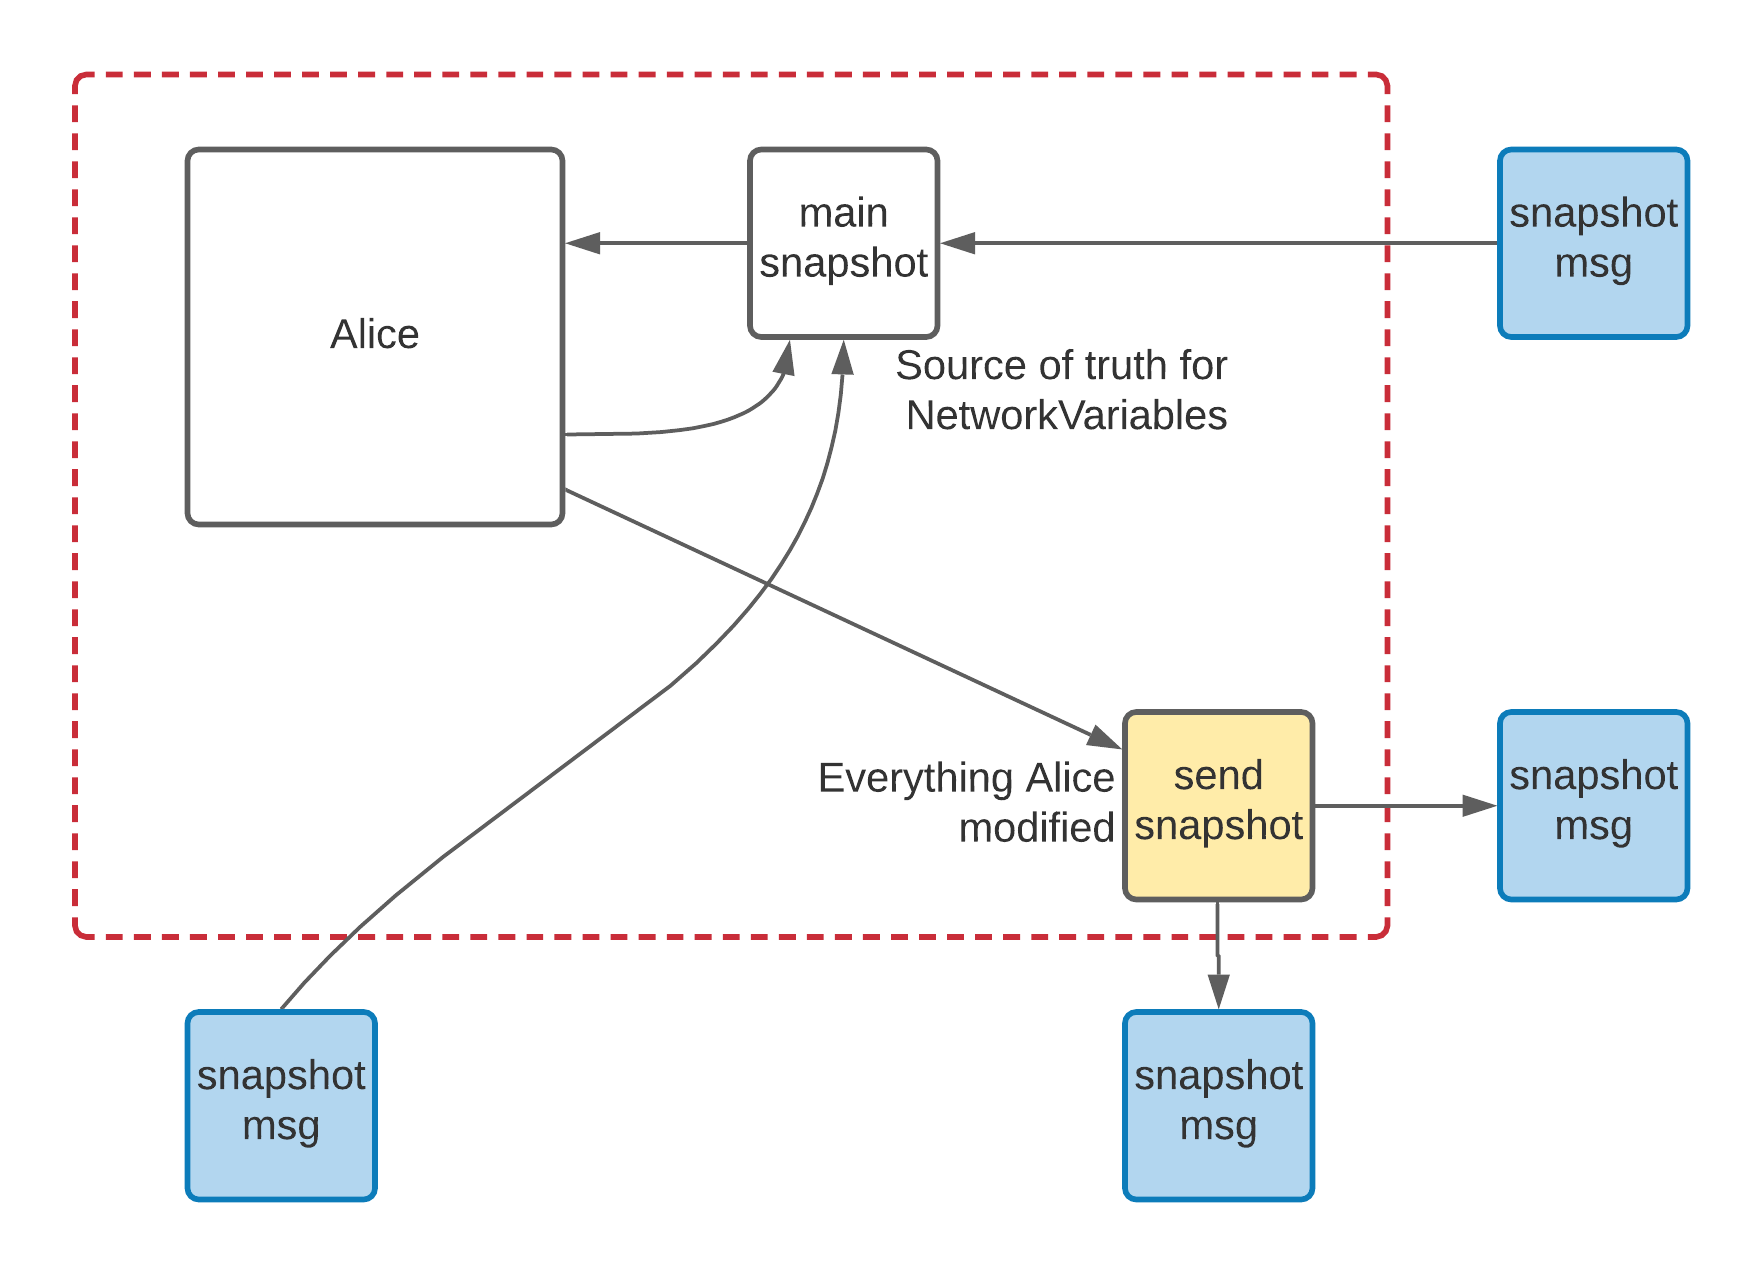 Alice
main
snapshot
snapshot
msg
Source of truth for
NetworkVariables
Everything Alice
modified
send
snapshot
snapshot
msg
snapshot
msg
snapshot
msg